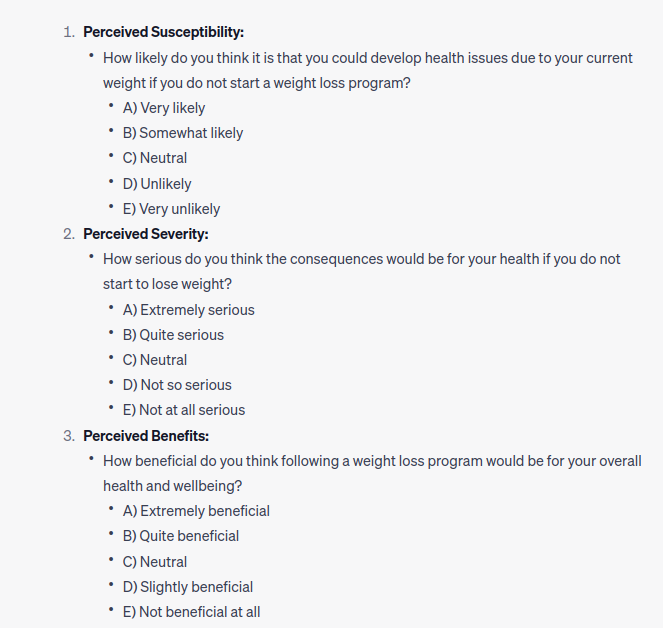 1. Perceived Susceptibility:
• How likely do you think it is that you could develop health issues due to your current
weight if you do not start a weight loss program?
• A) Very likely
• B) Somewhat likely
• C) Neutral
• D) Unlikely
• E) Very unlikely
2. Perceived Severity:
• How serious do you think the consequences would be for your health if you do not
start to lose weight?
• A) Extremely serious
• B) Quite serious
• C) Neutral
• D) Not so serious
• E) Not at all serious
3. Perceived Benefits:
• How beneficial do you think following a weight loss program would be for your overall
health and wellbeing?
• A) Extremely beneficial
• B) Quite beneficial
• C) Neutral
• D) Slightly beneficial
• E) Not beneficial at all